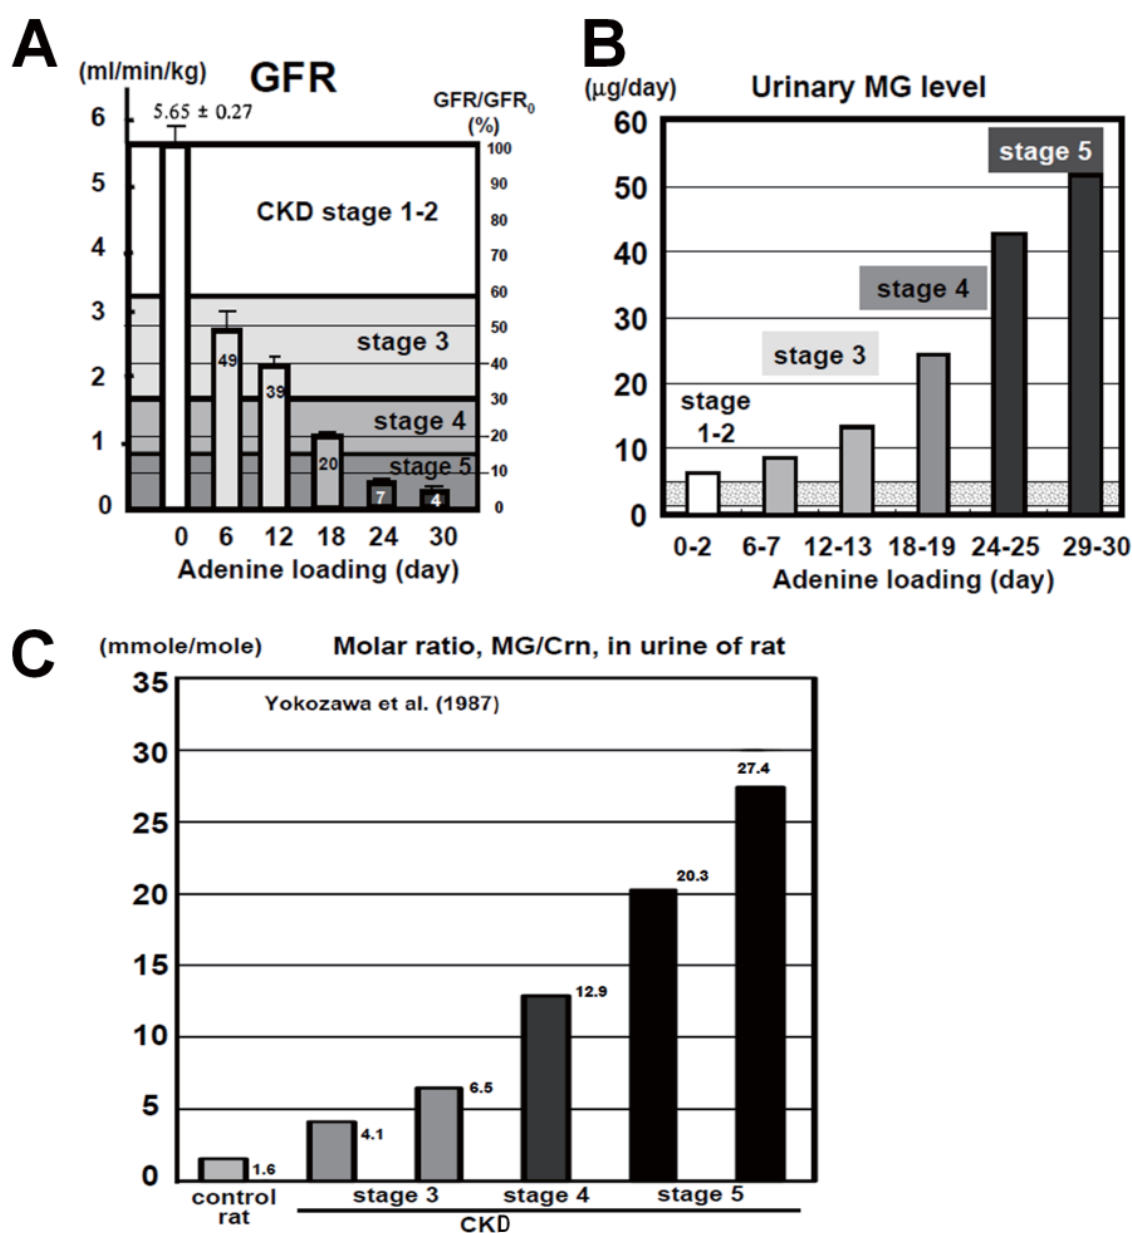 A
(ml/min/kg)
GFR
5.65 ± 0.27
GFR/GFR0
(%)
6
5
4
3
2
1
0
100
90
80
70
60
50
40
30
20
10
0
CKD stage 1-2
stage 3
stage 4
stage 5
49
39
20
7
4
0 6 12 18 24 30
Adenine loading (day)
B
(μg/day)
Urinary MG level
60
50
40
30
20
10
0
stage 5
stage 4
stage 3
stage
1-2
0-2 6-7 12-13 18-19 24-25 29-30
Adenine loading (day)
C
(mmole/mole)
Molar ratio, MG/Crn, in urine of rat
Yokozawa et al. (1987)
35
30
25
20
15
10
5
0
27.4
20.3
12.9
6.5
4.1
1.6
control
rat
stage 3 stage 4 stage 5
CKD